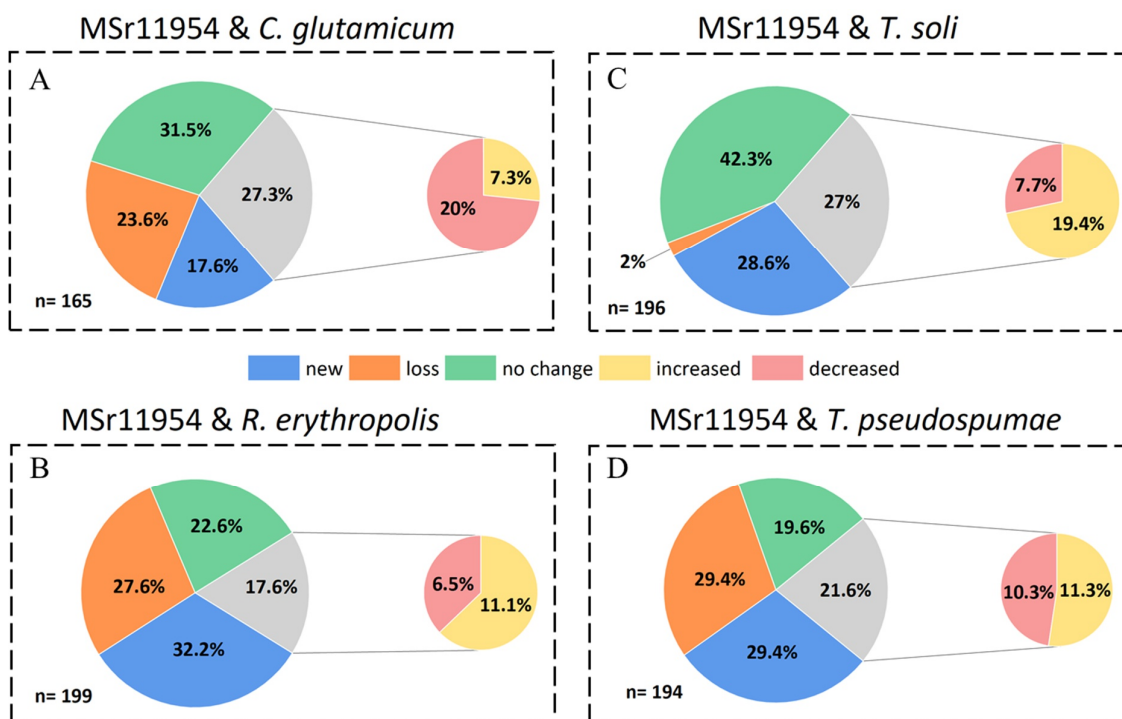 MSr11954 & C. glutamicum
A
31.5%
27.3%
23.6%
17.6%
7.3%
20%
n= 165
MSr11954 & T. soli
C
42.3%
27%
2%
28.6%
7.7%
19.4%
n= 196
new loss no change increased decreased
MSr11954 & R. erythropolis
B
22.6%
27.6%
17.6%
32.2%
6.5%
11.1%
n= 199
MSr11954 & T. pseudospumae
D
19.6%
29.4%
21.6%
29.4%
10.3%
11.3%
n= 194